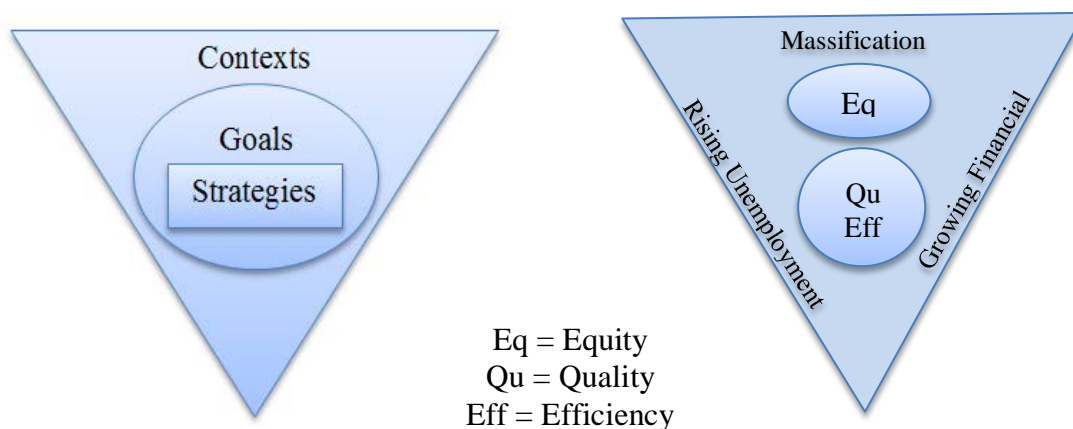 Contexts
Goals
Strategies
Massification
Eq
Rising Unemployment
Growing Financial
Qu
Eff
Eq = Equity
Qu = Quality
Eff = Efficiency